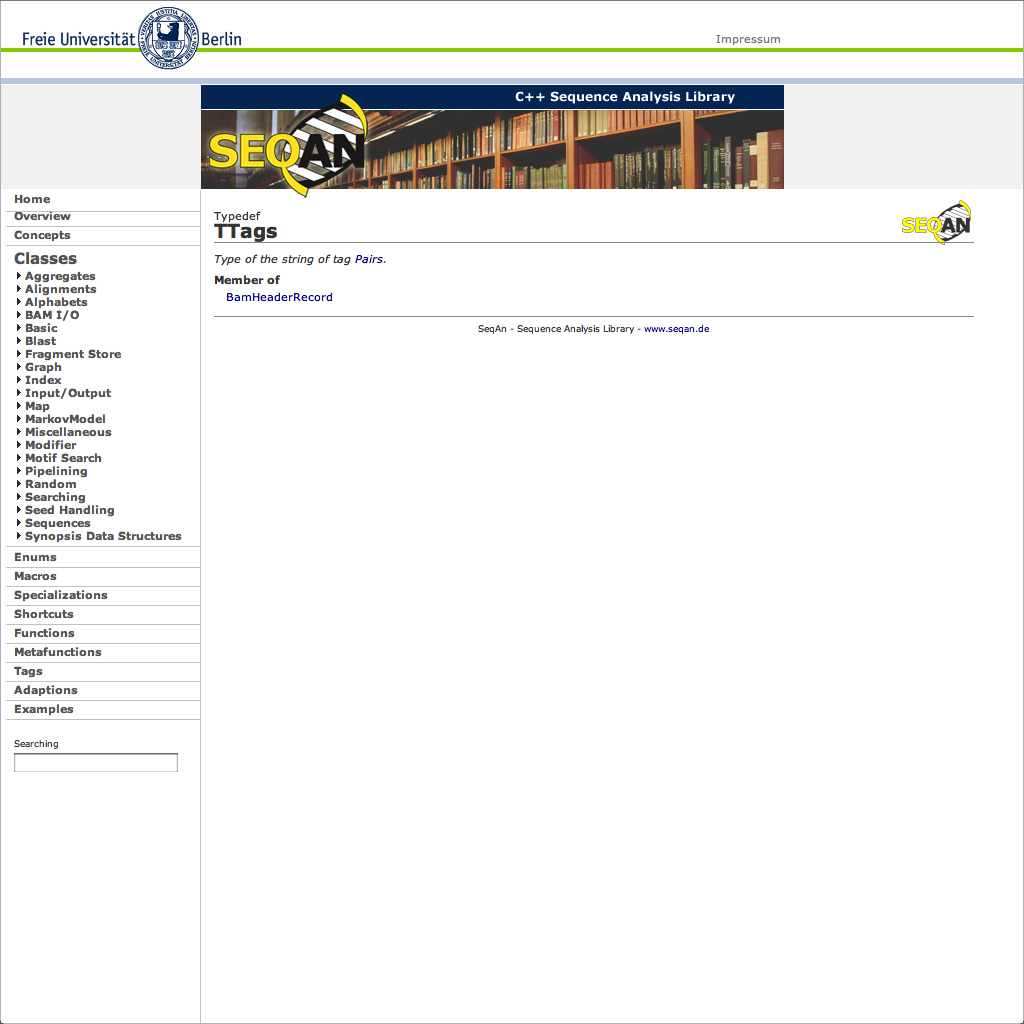 Freie Universität Berlin
Impressum
C++ Sequence Analysis Library
SEQAN
Home
Overview
Concepts
Classes
Aggregates
Alignments
Alphabets
BAM I/O
Basic
Blast
Fragment Store
Graph
Index
Input/Output
Map
MarkovModel
Miscellaneous
Modifier
Motif Search
Pipelining
Random
Searching
Seed Handling
Sequences
Synopsis Data Structures
Enums
Macros
Specializations
Shortcuts
Functions
Metafunctions
Tags
Adaptions
Examples
Searching
Typedef
TTags
SEQAN
Type of the string of tag Pairs.
Member of
BamHeaderRecord
SeqAn - Sequence Analysis Library - www.seqan.de